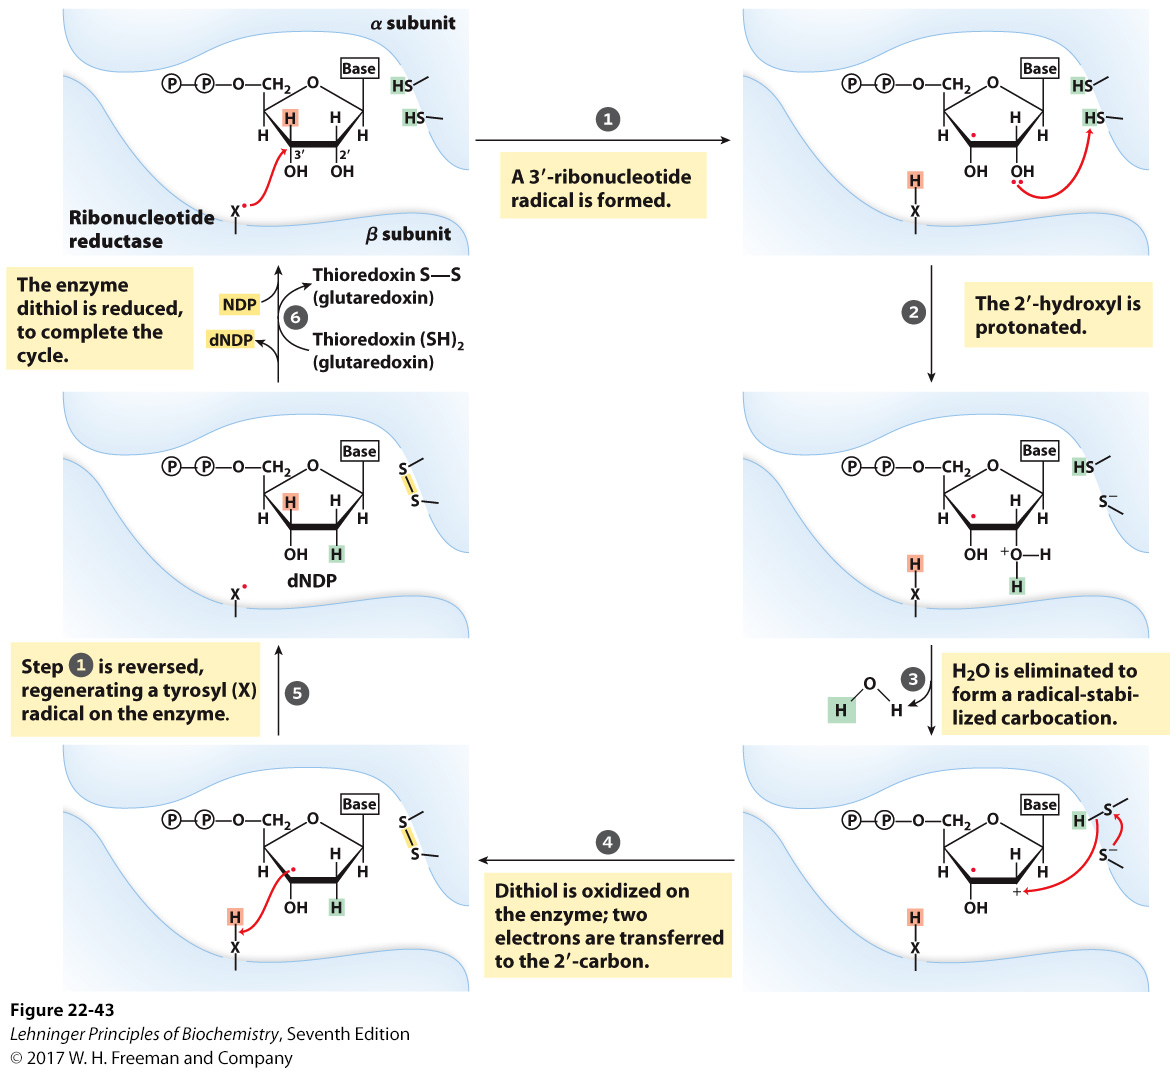 α subunit
P P O CH2 O Base
HS
H H H
HS
H
3′ 2′
OH OH
X
Ribonucleotide
reductase
β subunit
1
A 3′-ribonucleotide
radical is formed.
P P O CH2 O Base
HS
H
HS
H H
OH OH
H
X
2
The 2′-hydroxyl is
protonated.
P P O CH2 O Base
HS
H
S−
H H
OH +O H
H
H
X
3
H O H
H2O is eliminated to
form a radical-stabi-
lized carbocation.
P P O CH2 O Base
H S
H
S−
H H
+
OH
H
X
4
Dithiol is oxidized on
the enzyme; two
electrons are transferred
to the 2′-carbon.
P P O CH2 O Base
S
S
H
H H
OH H
H
X
5
Step 1 is reversed,
regenerating a tyrosyl (X)
radical on the enzyme.
P P O CH2 O Base
S
S
H H
H H
OH H
dNDP
X
6
The enzyme
dithiol is reduced,
to complete the
cycle.
NDP
dNDP
Thioredoxin S—S
(glutaredoxin)
Thioredoxin (SH)2
(glutaredoxin)
Figure 22-43
Lehninger Principles of Biochemistry, Seventh Edition
© 2017 W. H. Freeman and Company